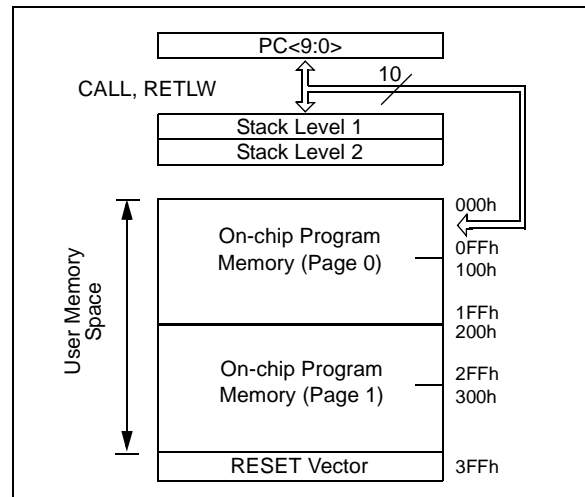 PC<9:0>
CALL, RETLW
10
Stack Level 1
Stack Level 2
User Memory
Space
000h
On-chip Program
Memory (Page 0)
0FFh
100h
1FFh
200h
On-chip Program
Memory (Page 1)
2FFh
300h
RESET Vector
3FFh